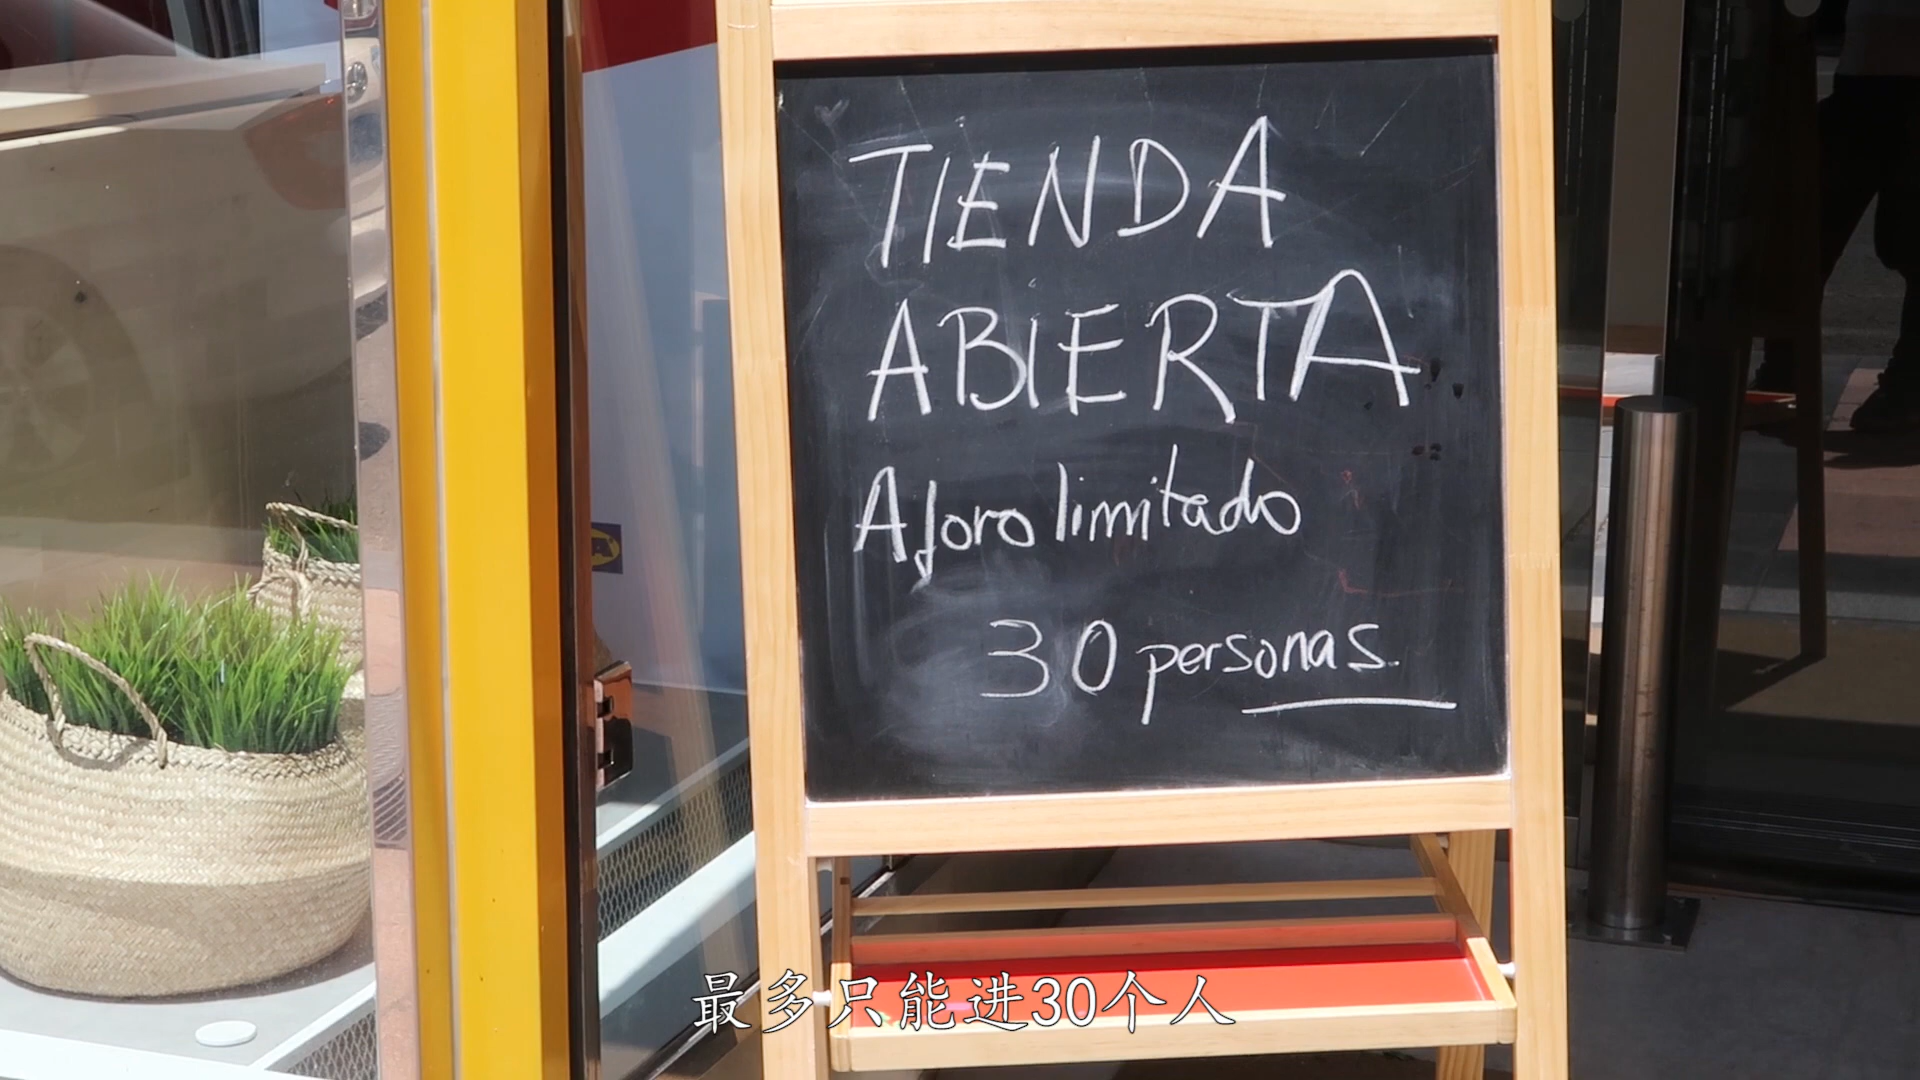 TIENDA
ABIERTA
Aforo limitado
30 personas.
最多只能进30个人